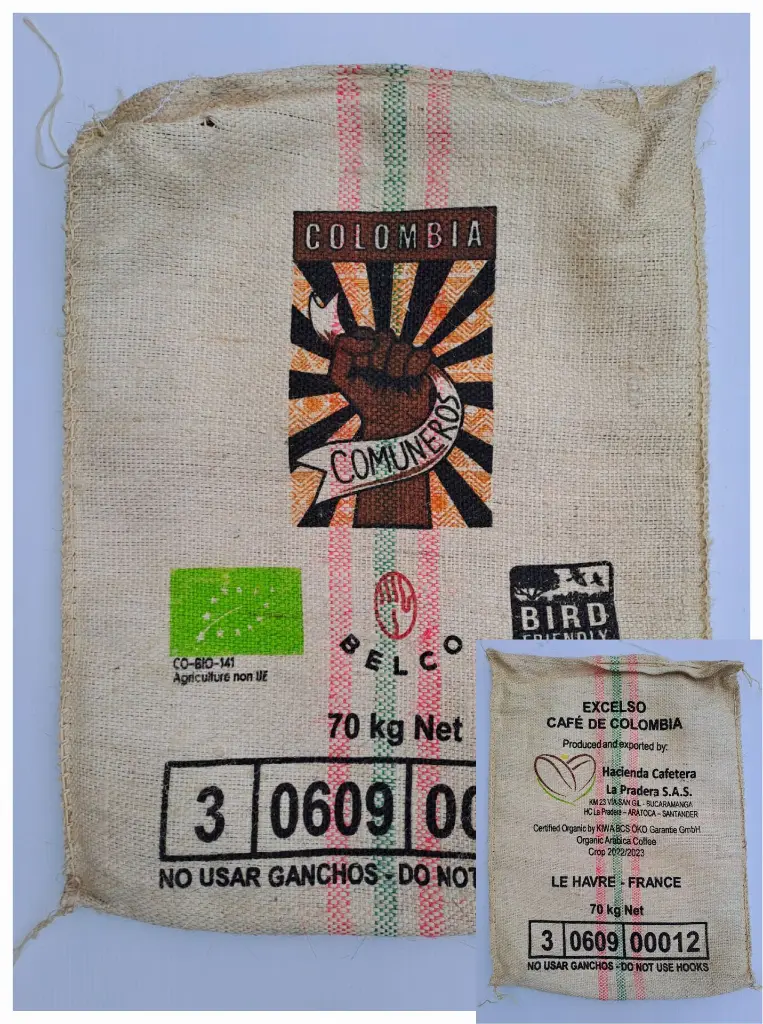 COLOMBIA
COMUNEROS
CO-BIO-141
Agriculture non UE
BELCO
BIRD
FRIENDLY
70 kg Net
3 0609 00
NO USAR GANCHOS - DO NOT
EXCELSO
CAFÉ DE COLOMBIA
Produced and exported by:
Hacienda Cafetera
La Pradera S.A.S.
KM 23 VÍA SAN GIL - BUCARAMANGA
HC La Pradera – ARATOCA – SANTANDER
Certified Organic by KIWA BCS ÖKO Garantie GmbH
Organic Arabica Coffee
Crop 2022/2023
LE HAVRE - FRANCE
70 kg Net
3 0609 00012
NO USAR GANCHOS - DO NOT USE HOOKS